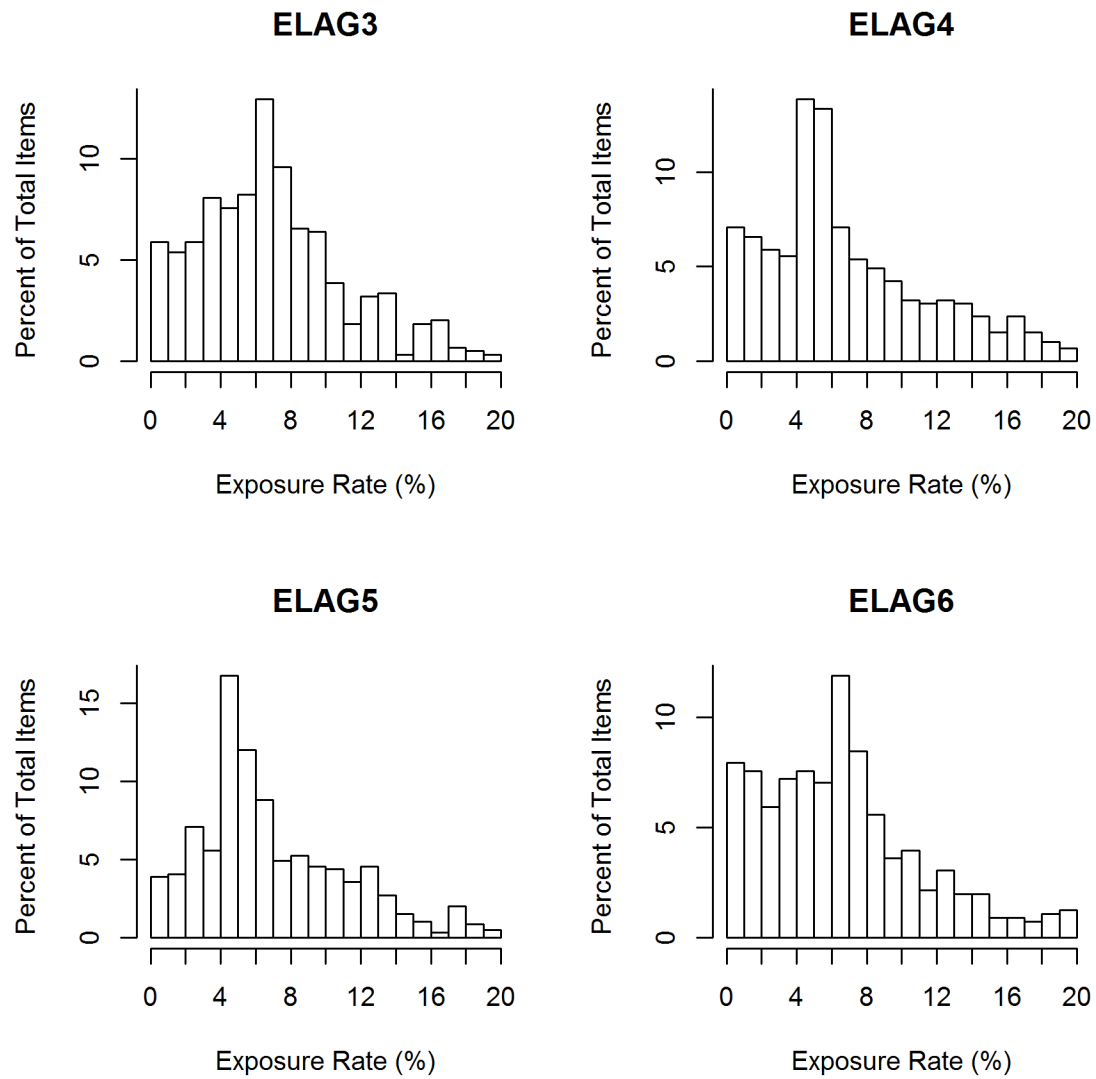 ELAG3
Percent of Total Items
10
5
0
0 4 8 12 16 20
Exposure Rate (%)
ELAG4
Percent of Total Items
10
5
0
0 4 8 12 16 20
Exposure Rate (%)
ELAG5
Percent of Total Items
15
10
5
0
0 4 8 12 16 20
Exposure Rate (%)
ELAG6
Percent of Total Items
10
5
0
0 4 8 12 16 20
Exposure Rate (%)